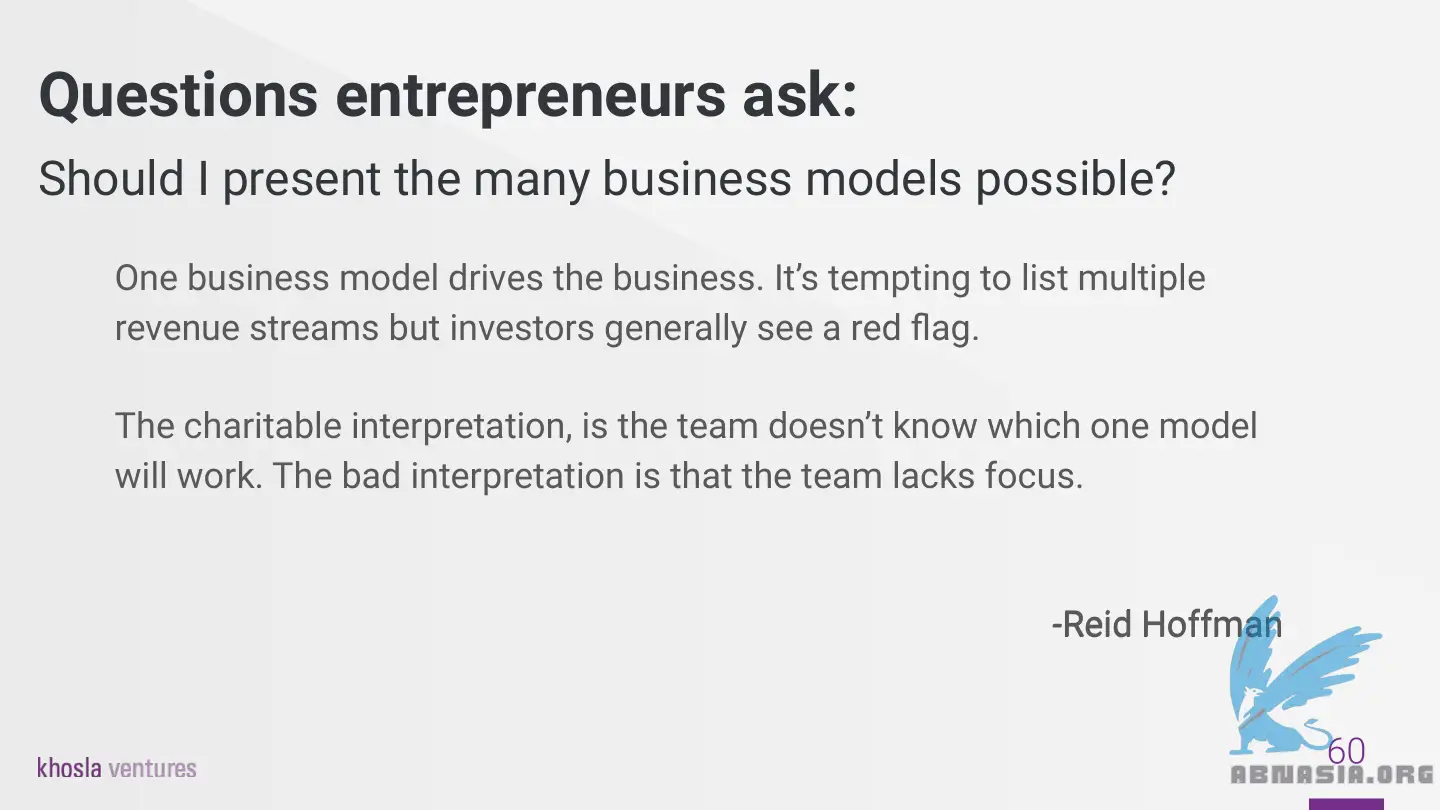 Questions entrepreneurs ask:
Should I present the many business models possible?
One business model drives the business. It’s tempting to list multiple
revenue streams but investors generally see a red flag.
The charitable interpretation, is the team doesn’t know which one model
will work. The bad interpretation is that the team lacks focus.
-Reid Hoffman
khosla ventures
60
ABNASIA.ORG